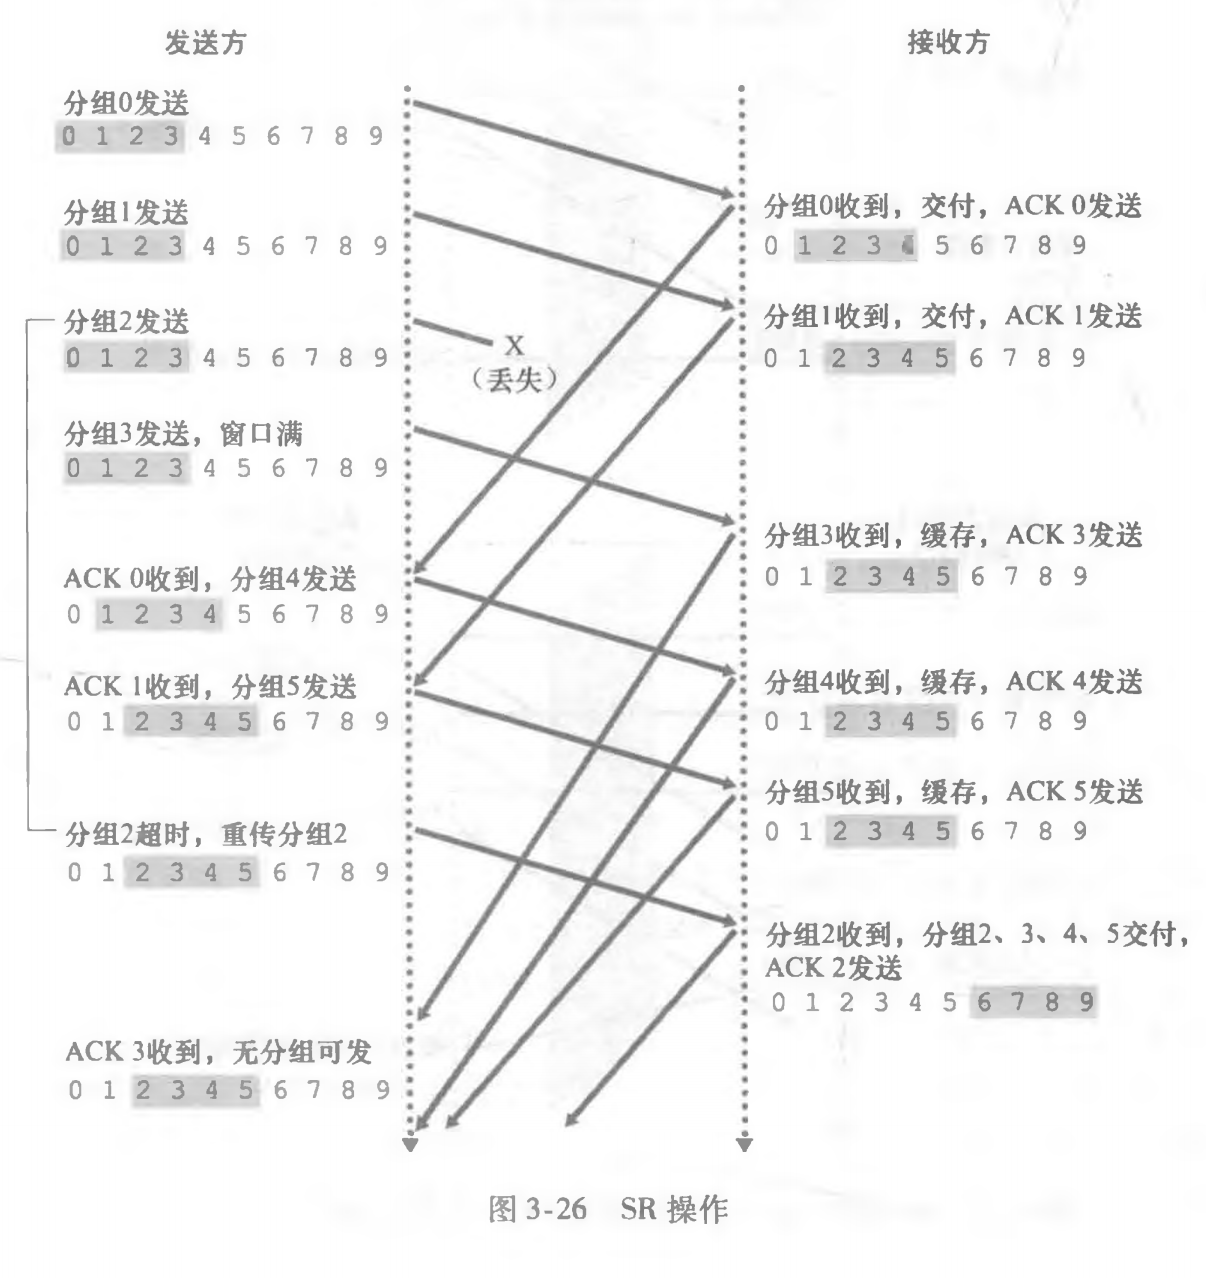 发送方
接收方
分组0发送
0 1 2 3 4 5 6 7 8 9
分组1发送
0 1 2 3 4 5 6 7 8 9
分组2发送
0 1 2 3 4 5 6 7 8 9
X
（丢失）
分组3发送，窗口满
0 1 2 3 4 5 6 7 8 9
ACK 0收到，分组4发送
0 1 2 3 4 5 6 7 8 9
ACK 1收到，分组5发送
0 1 2 3 4 5 6 7 8 9
分组2超时，重传分组2
0 1 2 3 4 5 6 7 8 9
ACK 3收到，无分组可发
0 1 2 3 4 5 6 7 8 9
分组0收到，交付，ACK 0发送
0 1 2 3 4 5 6 7 8 9
分组1收到，交付，ACK 1发送
0 1 2 3 4 5 6 7 8 9
分组3收到，缓存，ACK 3发送
0 1 2 3 4 5 6 7 8 9
分组4收到，缓存，ACK 4发送
0 1 2 3 4 5 6 7 8 9
分组5收到，缓存，ACK 5发送
0 1 2 3 4 5 6 7 8 9
分组2收到，分组2、3、4、5交付，
ACK 2发送
0 1 2 3 4 5 6 7 8 9
图 3-26 SR 操作